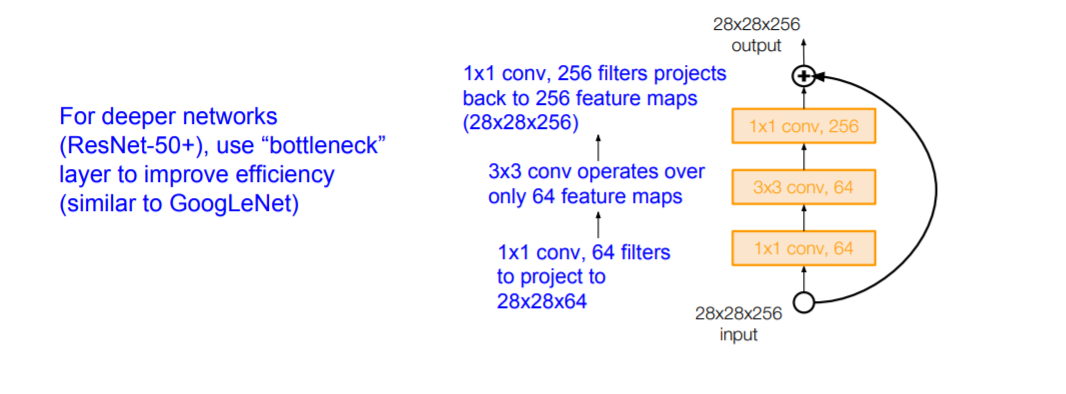 For deeper networks
(ResNet-50+), use “bottleneck”
layer to improve efficiency
(similar to GoogLeNet)
1x1 conv, 256 filters projects
back to 256 feature maps
(28x28x256)
3x3 conv operates over
only 64 feature maps
1x1 conv, 64 filters
to project to
28x28x64
28x28x256
output
1x1 conv, 256
3x3 conv, 64
1x1 conv, 64
28x28x256
input